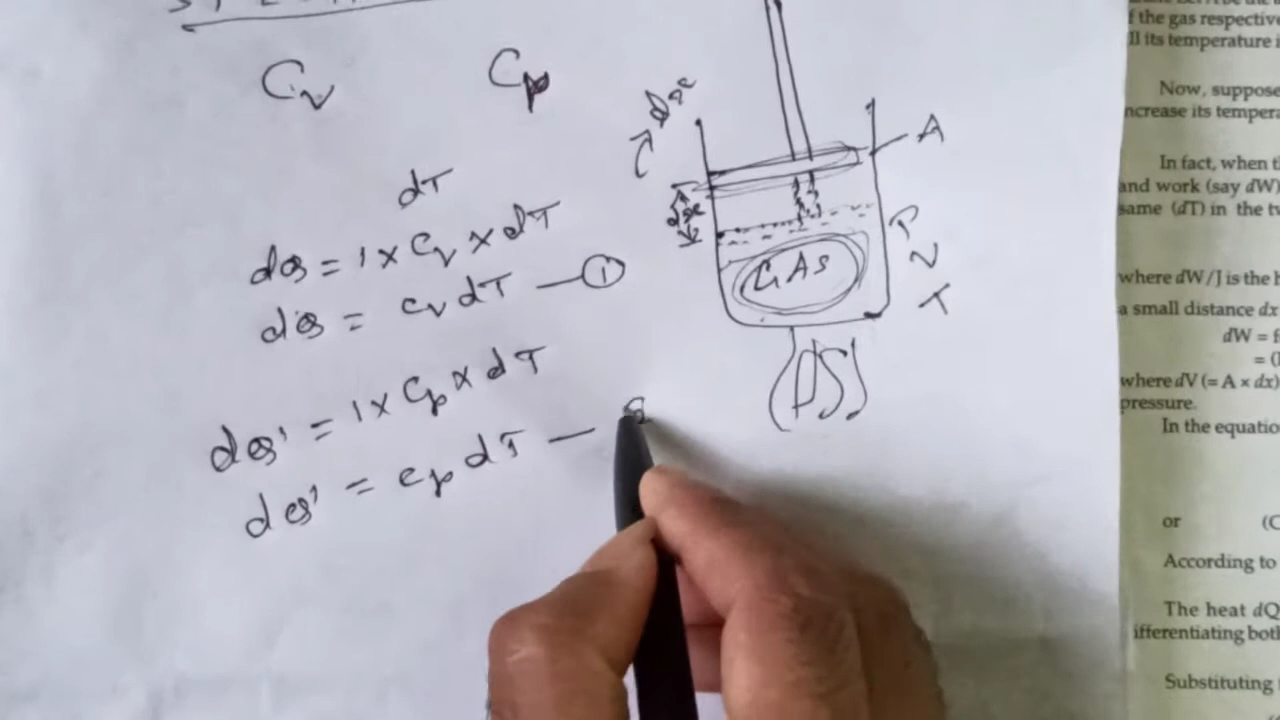 Cv Cp
dT
dQ = 1 × Cv × dT
dQ = Cv dT — ①
dQ' = 1 × Cp × dT
dQ' = Cp dT — 2
dx
A
dx
GAS
P
V
T
(DS)
f the gas respective
ll its temperature i
Now, suppose
ncrease its tempera
In fact, when t
and work (say dW)
same (dT) in the tw
where dW/J is the h
a small distance dx
dW = f
= (
where dV (= A × dx)
pressure.
In the equatio
or (C
According to
The heat dQ
ifferentiating both
Substituting